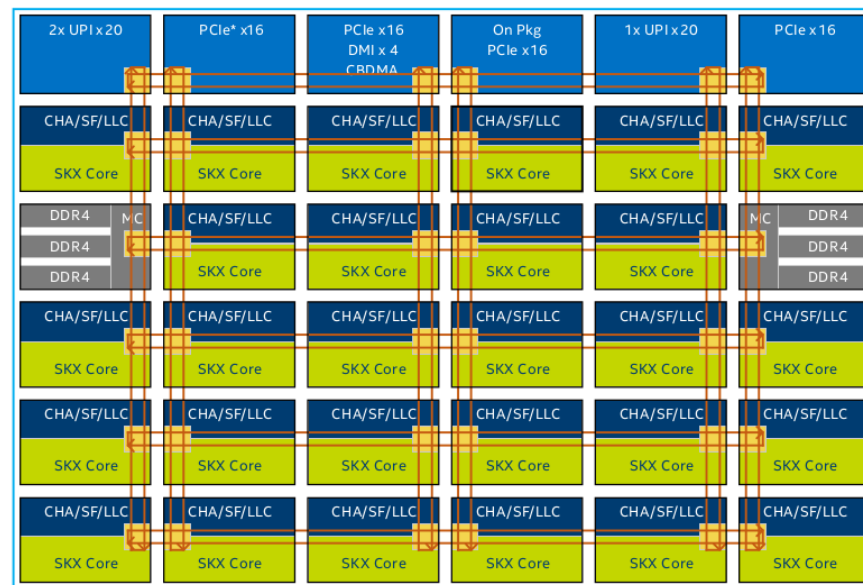 2x UPI x20
PCIe* x16
PCIe x16
DMI x 4
CBDMA
On Pkg
PCIe x16
1x UPI x20
PCIe x16
CHA/SF/LLC
CHA/SF/LLC
CHA/SF/LLC
CHA/SF/LLC
CHA/SF/LLC
CHA/SF/LLC
SKX Core
SKX Core
SKX Core
SKX Core
SKX Core
SKX Core
DDR4
MC
DDR4
DDR4
CHA/SF/LLC
CHA/SF/LLC
CHA/SF/LLC
CHA/SF/LLC
SKX Core
SKX Core
SKX Core
SKX Core
MC
DDR4
DDR4
DDR4
CHA/SF/LLC
CHA/SF/LLC
CHA/SF/LLC
CHA/SF/LLC
CHA/SF/LLC
CHA/SF/LLC
SKX Core
SKX Core
SKX Core
SKX Core
SKX Core
SKX Core
CHA/SF/LLC
CHA/SF/LLC
CHA/SF/LLC
CHA/SF/LLC
CHA/SF/LLC
CHA/SF/LLC
SKX Core
SKX Core
SKX Core
SKX Core
SKX Core
SKX Core
CHA/SF/LLC
CHA/SF/LLC
CHA/SF/LLC
CHA/SF/LLC
CHA/SF/LLC
CHA/SF/LLC
SKX Core
SKX Core
SKX Core
SKX Core
SKX Core
SKX Core